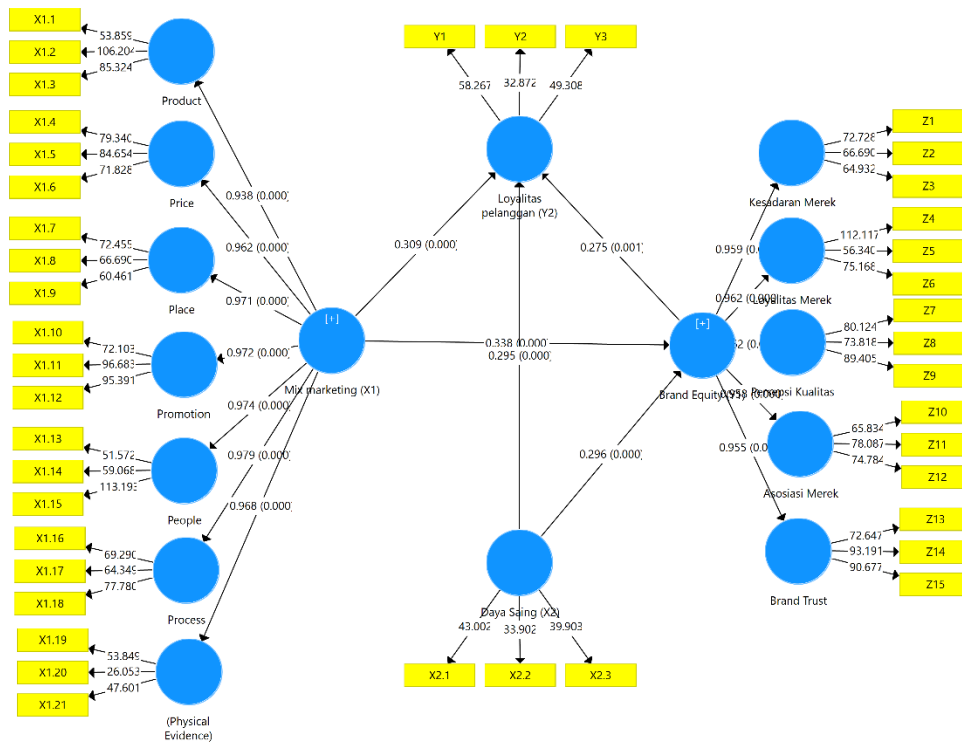 X1.1
53.859
X1.2
106.204
X1.3
85.324
Product
X1.4
79.340
X1.5
84.654
X1.6
71.828
Price
X1.7
72.455
X1.8
66.690
X1.9
60.461
Place
X1.10
72.103
X1.11
96.683
X1.12
95.391
Promotion
X1.13
51.572
X1.14
59.068
X1.15
113.193
People
X1.16
69.290
X1.17
64.349
X1.18
77.780
Process
X1.19
53.849
X1.20
26.053
X1.21
47.601
(Physical
Evidence)
0.938 (0.000)
0.962 (0.000)
0.971 (0.000)
0.972 (0.000)
0.974 (0.000)
0.979 (0.000)
0.968 (0.000)
[+]
Mix marketing (X1)
Y1
Y2
Y3
58.267
32.872
49.308
Loyalitas
pelanggan (Y2)
0.309 (0.000)
0.275 (0.001)
0.338 (0.000)
0.295 (0.000)
0.296 (0.000)
Daya Saing (X2)
43.002
33.902
39.903
X2.1
X2.2
X2.3
[+]
Brand Equity
0.959
0.962 (0.000)
0.958 (0.000)
0.955
Z1
72.728
Z2
66.690
Z3
64.932
Kesadaran Merek
Z4
112.117
Z5
56.340
Z6
75.168
Loyalitas Merek
Z7
80.124
Z8
73.818
Z9
89.405
Kualitas
Z10
65.834
Z11
78.087
Z12
74.784
Asosiasi Merek
Z13
72.647
Z14
93.191
Z15
90.677
Brand Trust